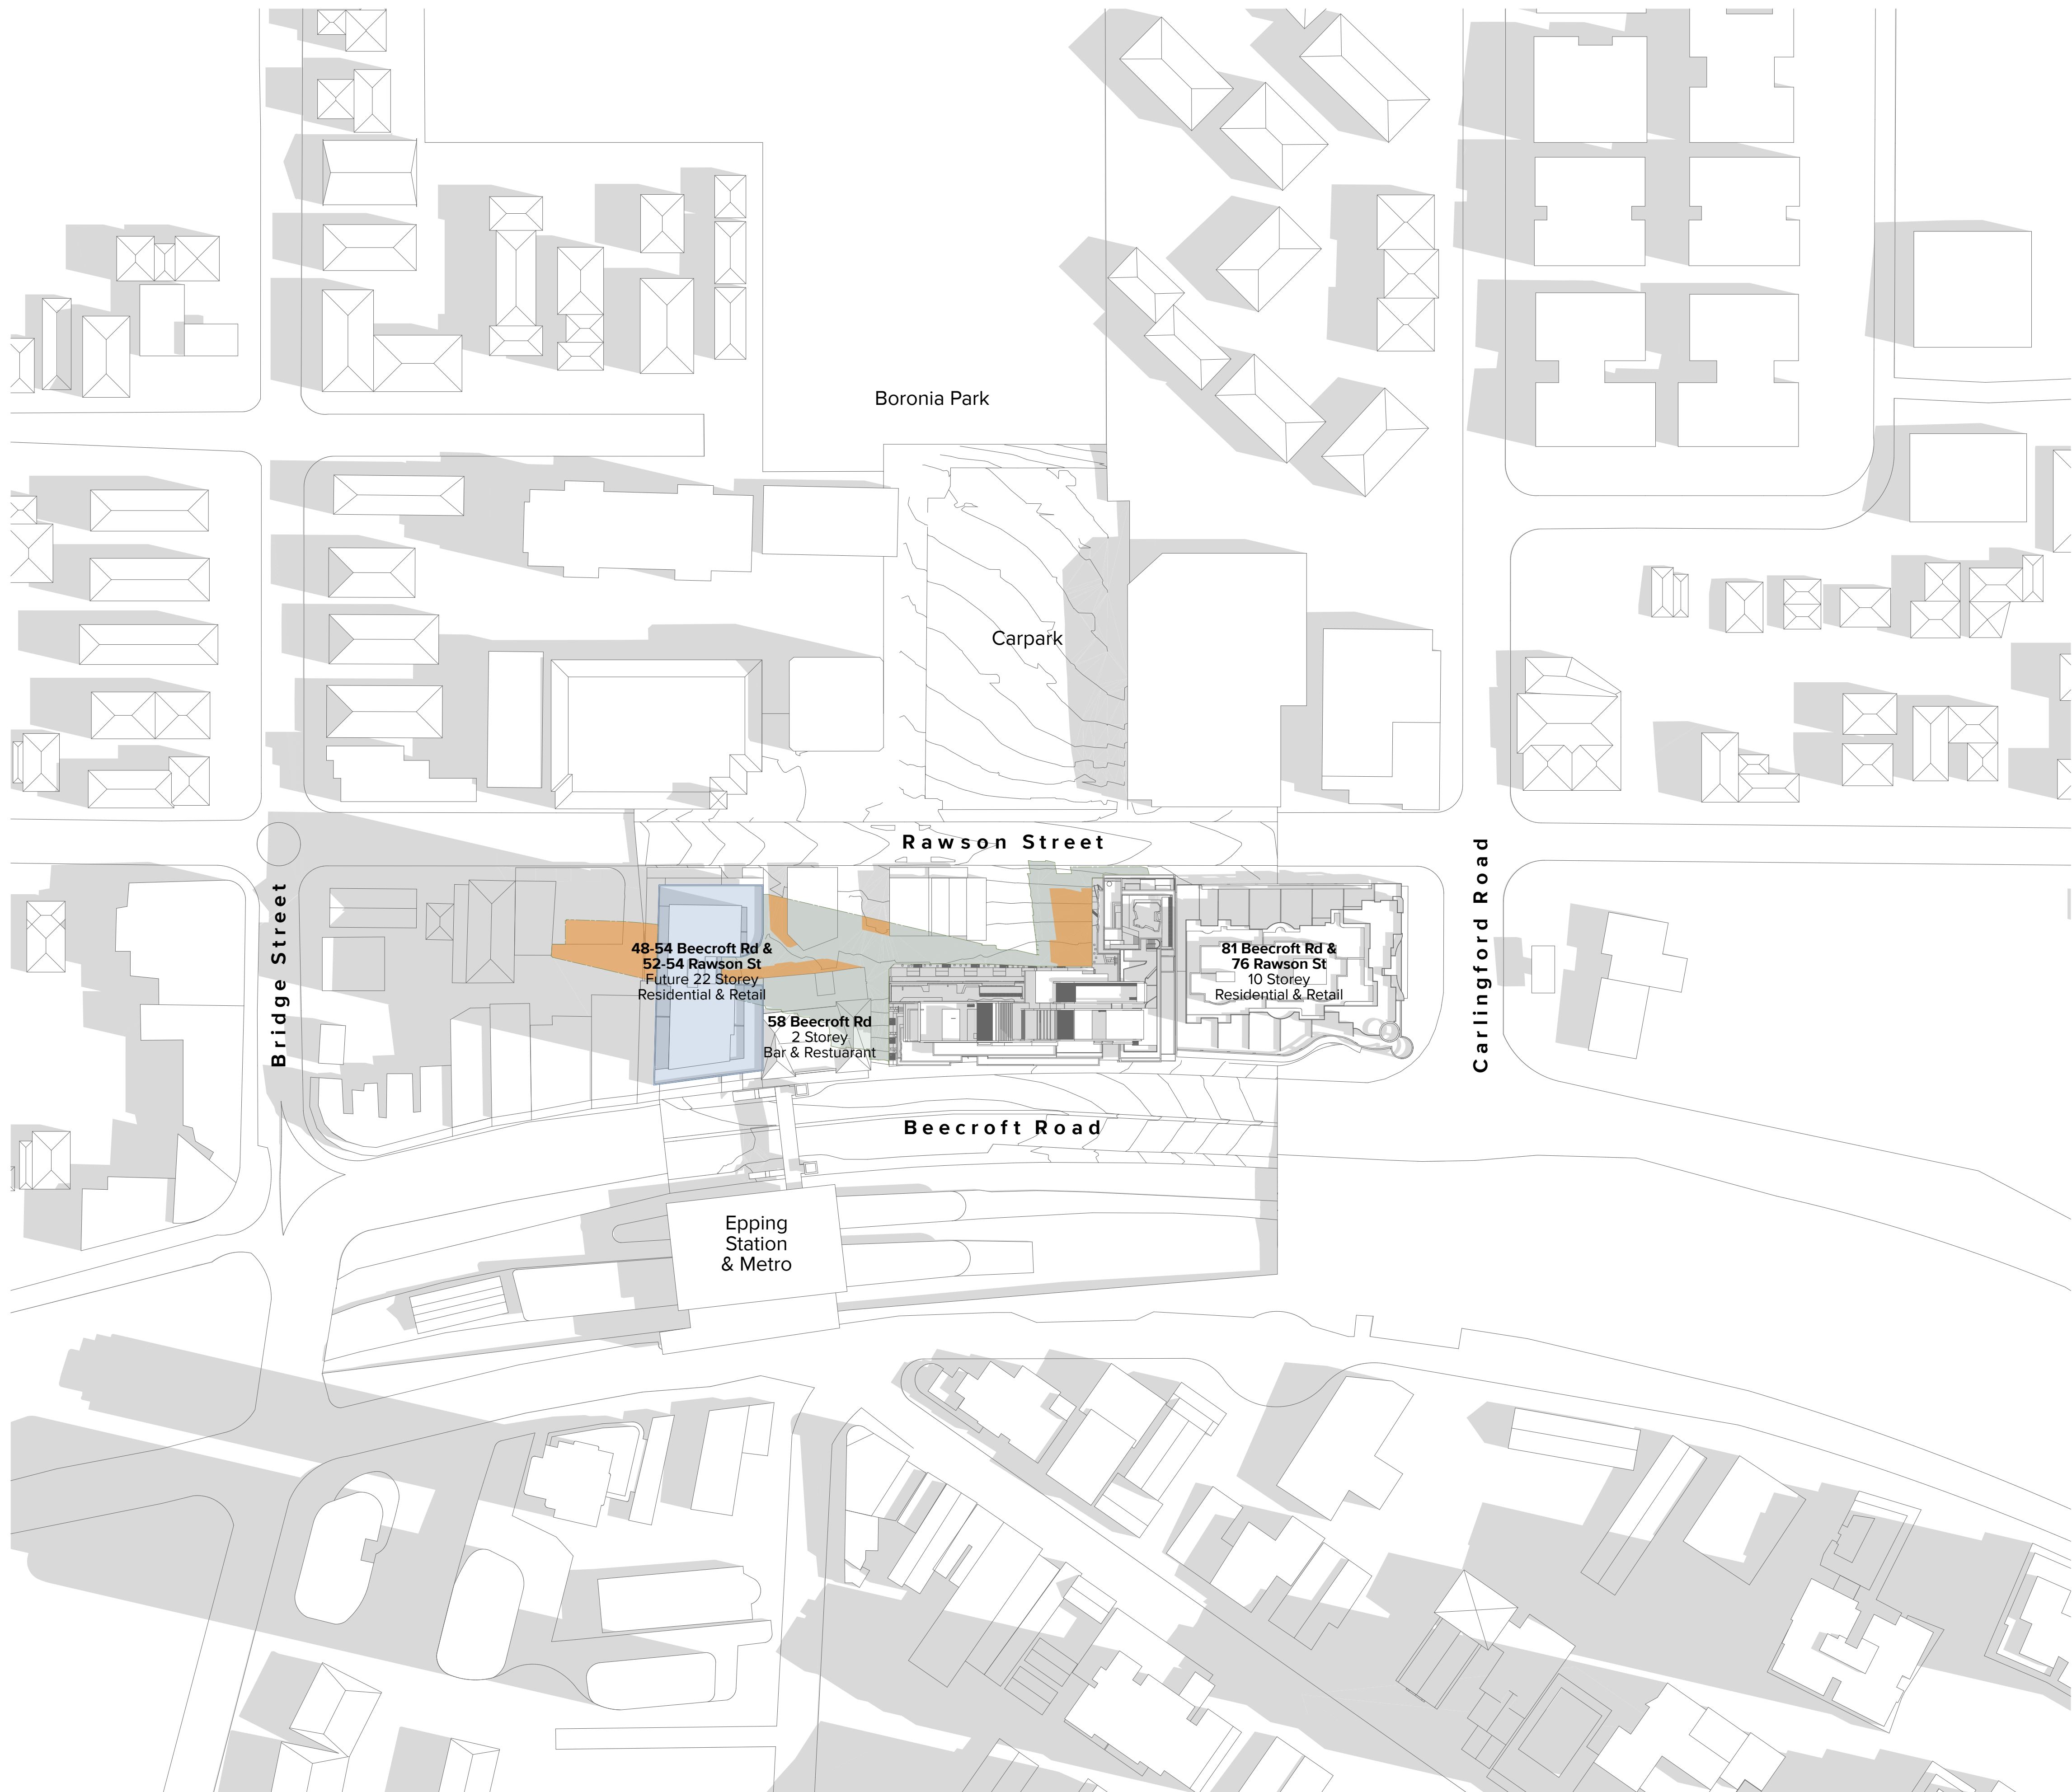 Boronia Park
Carpark
Rawson Street
Bridge Street
Carlingford Road
48-54 Beecroft Rd &
52-54 Rawson St
Future 22 Storey
Residential & Retail
81 Beecroft Rd &
76 Rawson St
10 Storey
Residential & Retail
58 Beecroft Rd
2 Storey
Bar & Restuarant
Beecroft Road
Epping
Station
& Metro